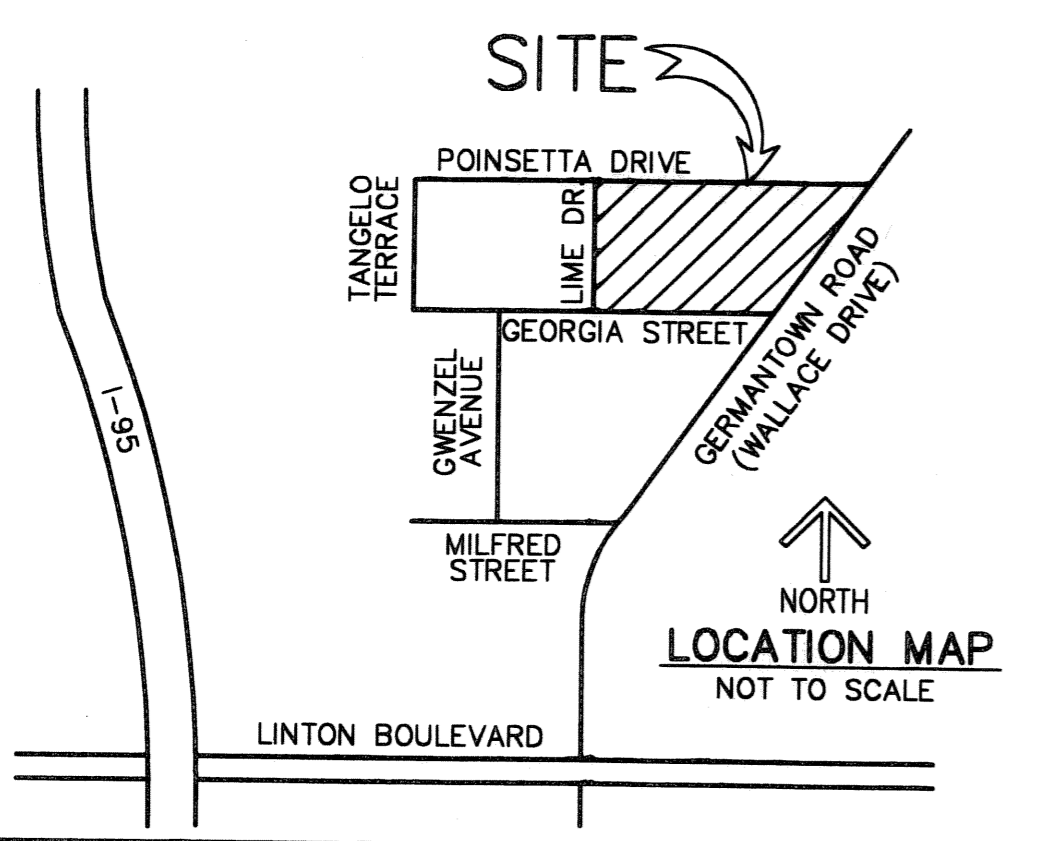 SITE
POINSETTA DRIVE
TANGELO
TERRACE
LIME DR.
GEORGIA STREET
GERMANTOWN ROAD
(WALLACE DRIVE)
GWENZEL
AVENUE
I-95
MILFRED
STREET
NORTH
LOCATION MAP
NOT TO SCALE
LINTON BOULEVARD